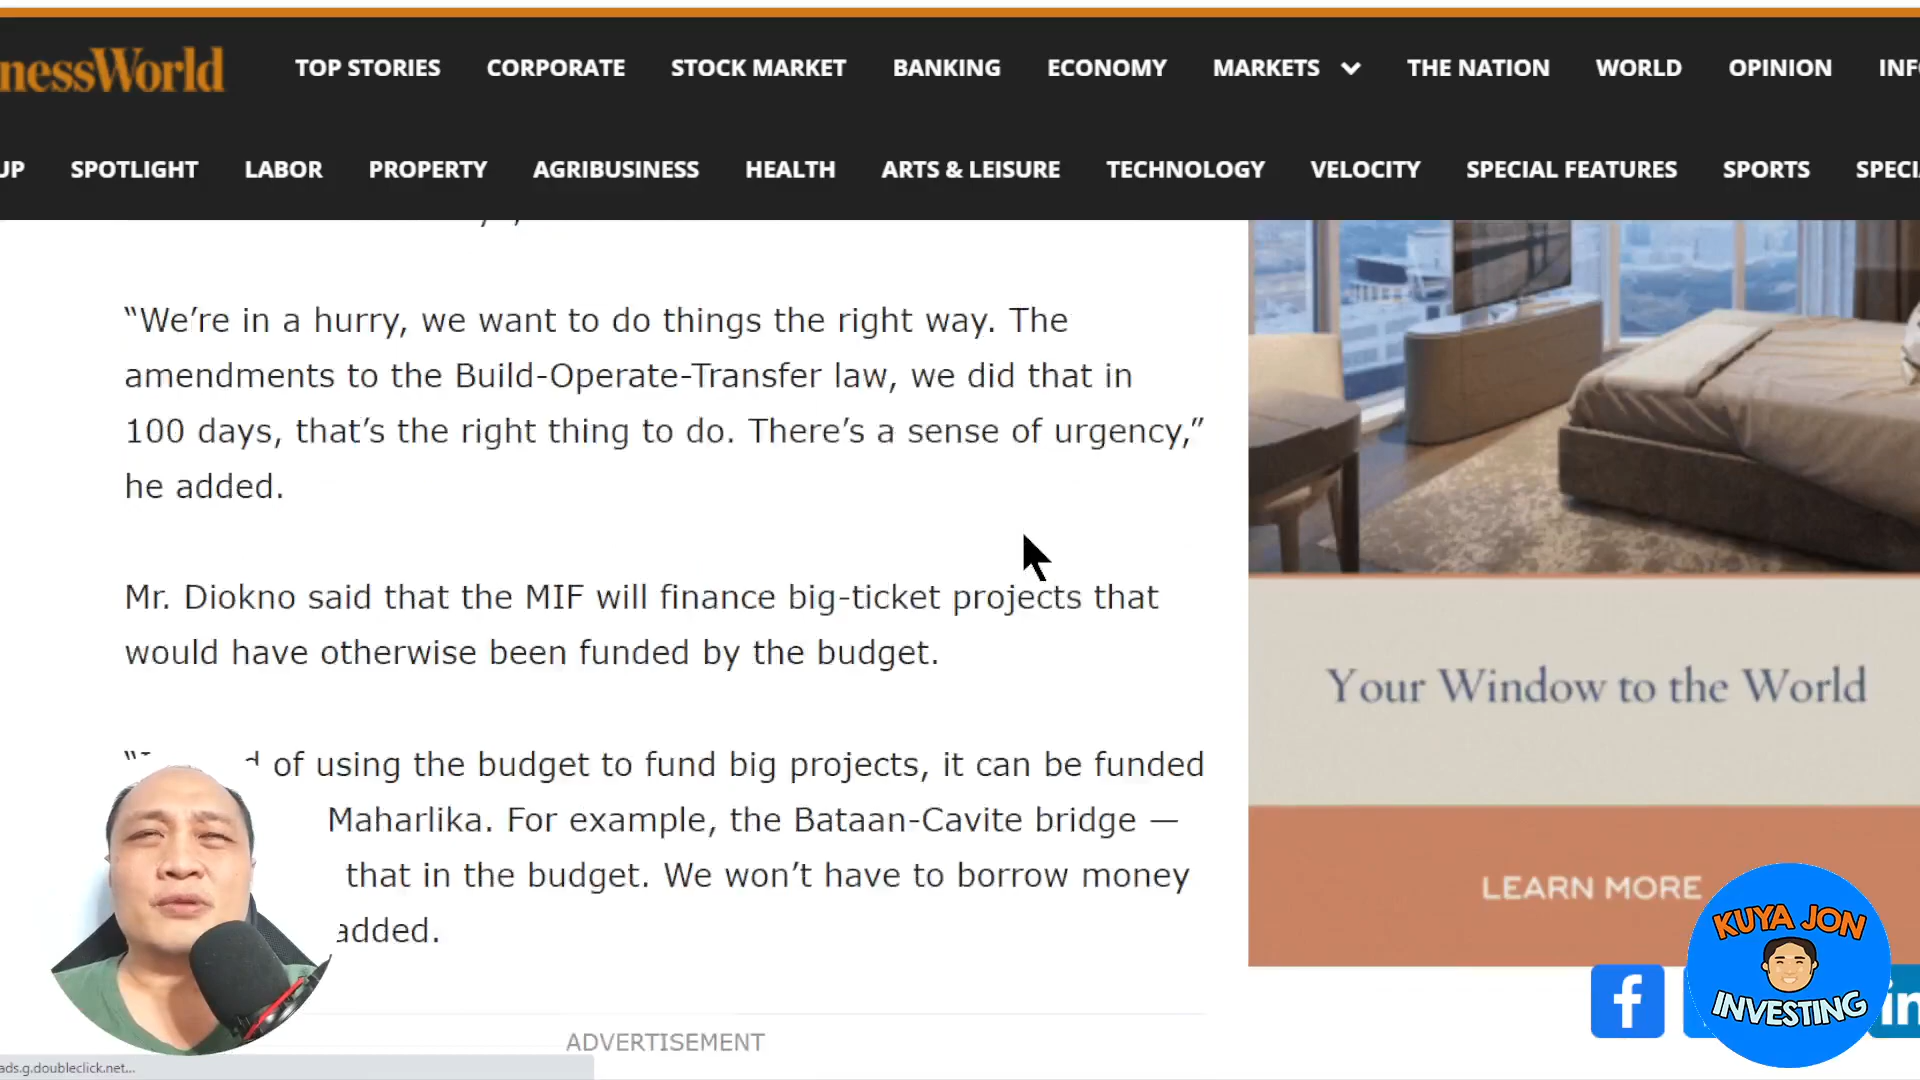 nessWorld
TOP STORIES CORPORATE STOCK MARKET BANKING ECONOMY MARKETS THE NATION WORLD OPINION INF
UP SPOTLIGHT LABOR PROPERTY AGRIBUSINESS HEALTH ARTS & LEISURE TECHNOLOGY VELOCITY SPECIAL FEATURES SPORTS SPECI
“We’re in a hurry, we want to do things the right way. The
amendments to the Build-Operate-Transfer law, we did that in
100 days, that’s the right thing to do. There’s a sense of urgency,”
he added.
Mr. Diokno said that the MIF will finance big-ticket projects that
would have otherwise been funded by the budget.
of using the budget to fund big projects, it can be funded
Maharlika. For example, the Bataan-Cavite bridge —
that in the budget. We won’t have to borrow money
added.
ADVERTISEMENT
ads.g.doubleclick.net...
Your Window to the World
LEARN MORE
KUYA JON
INVESTING
f
in